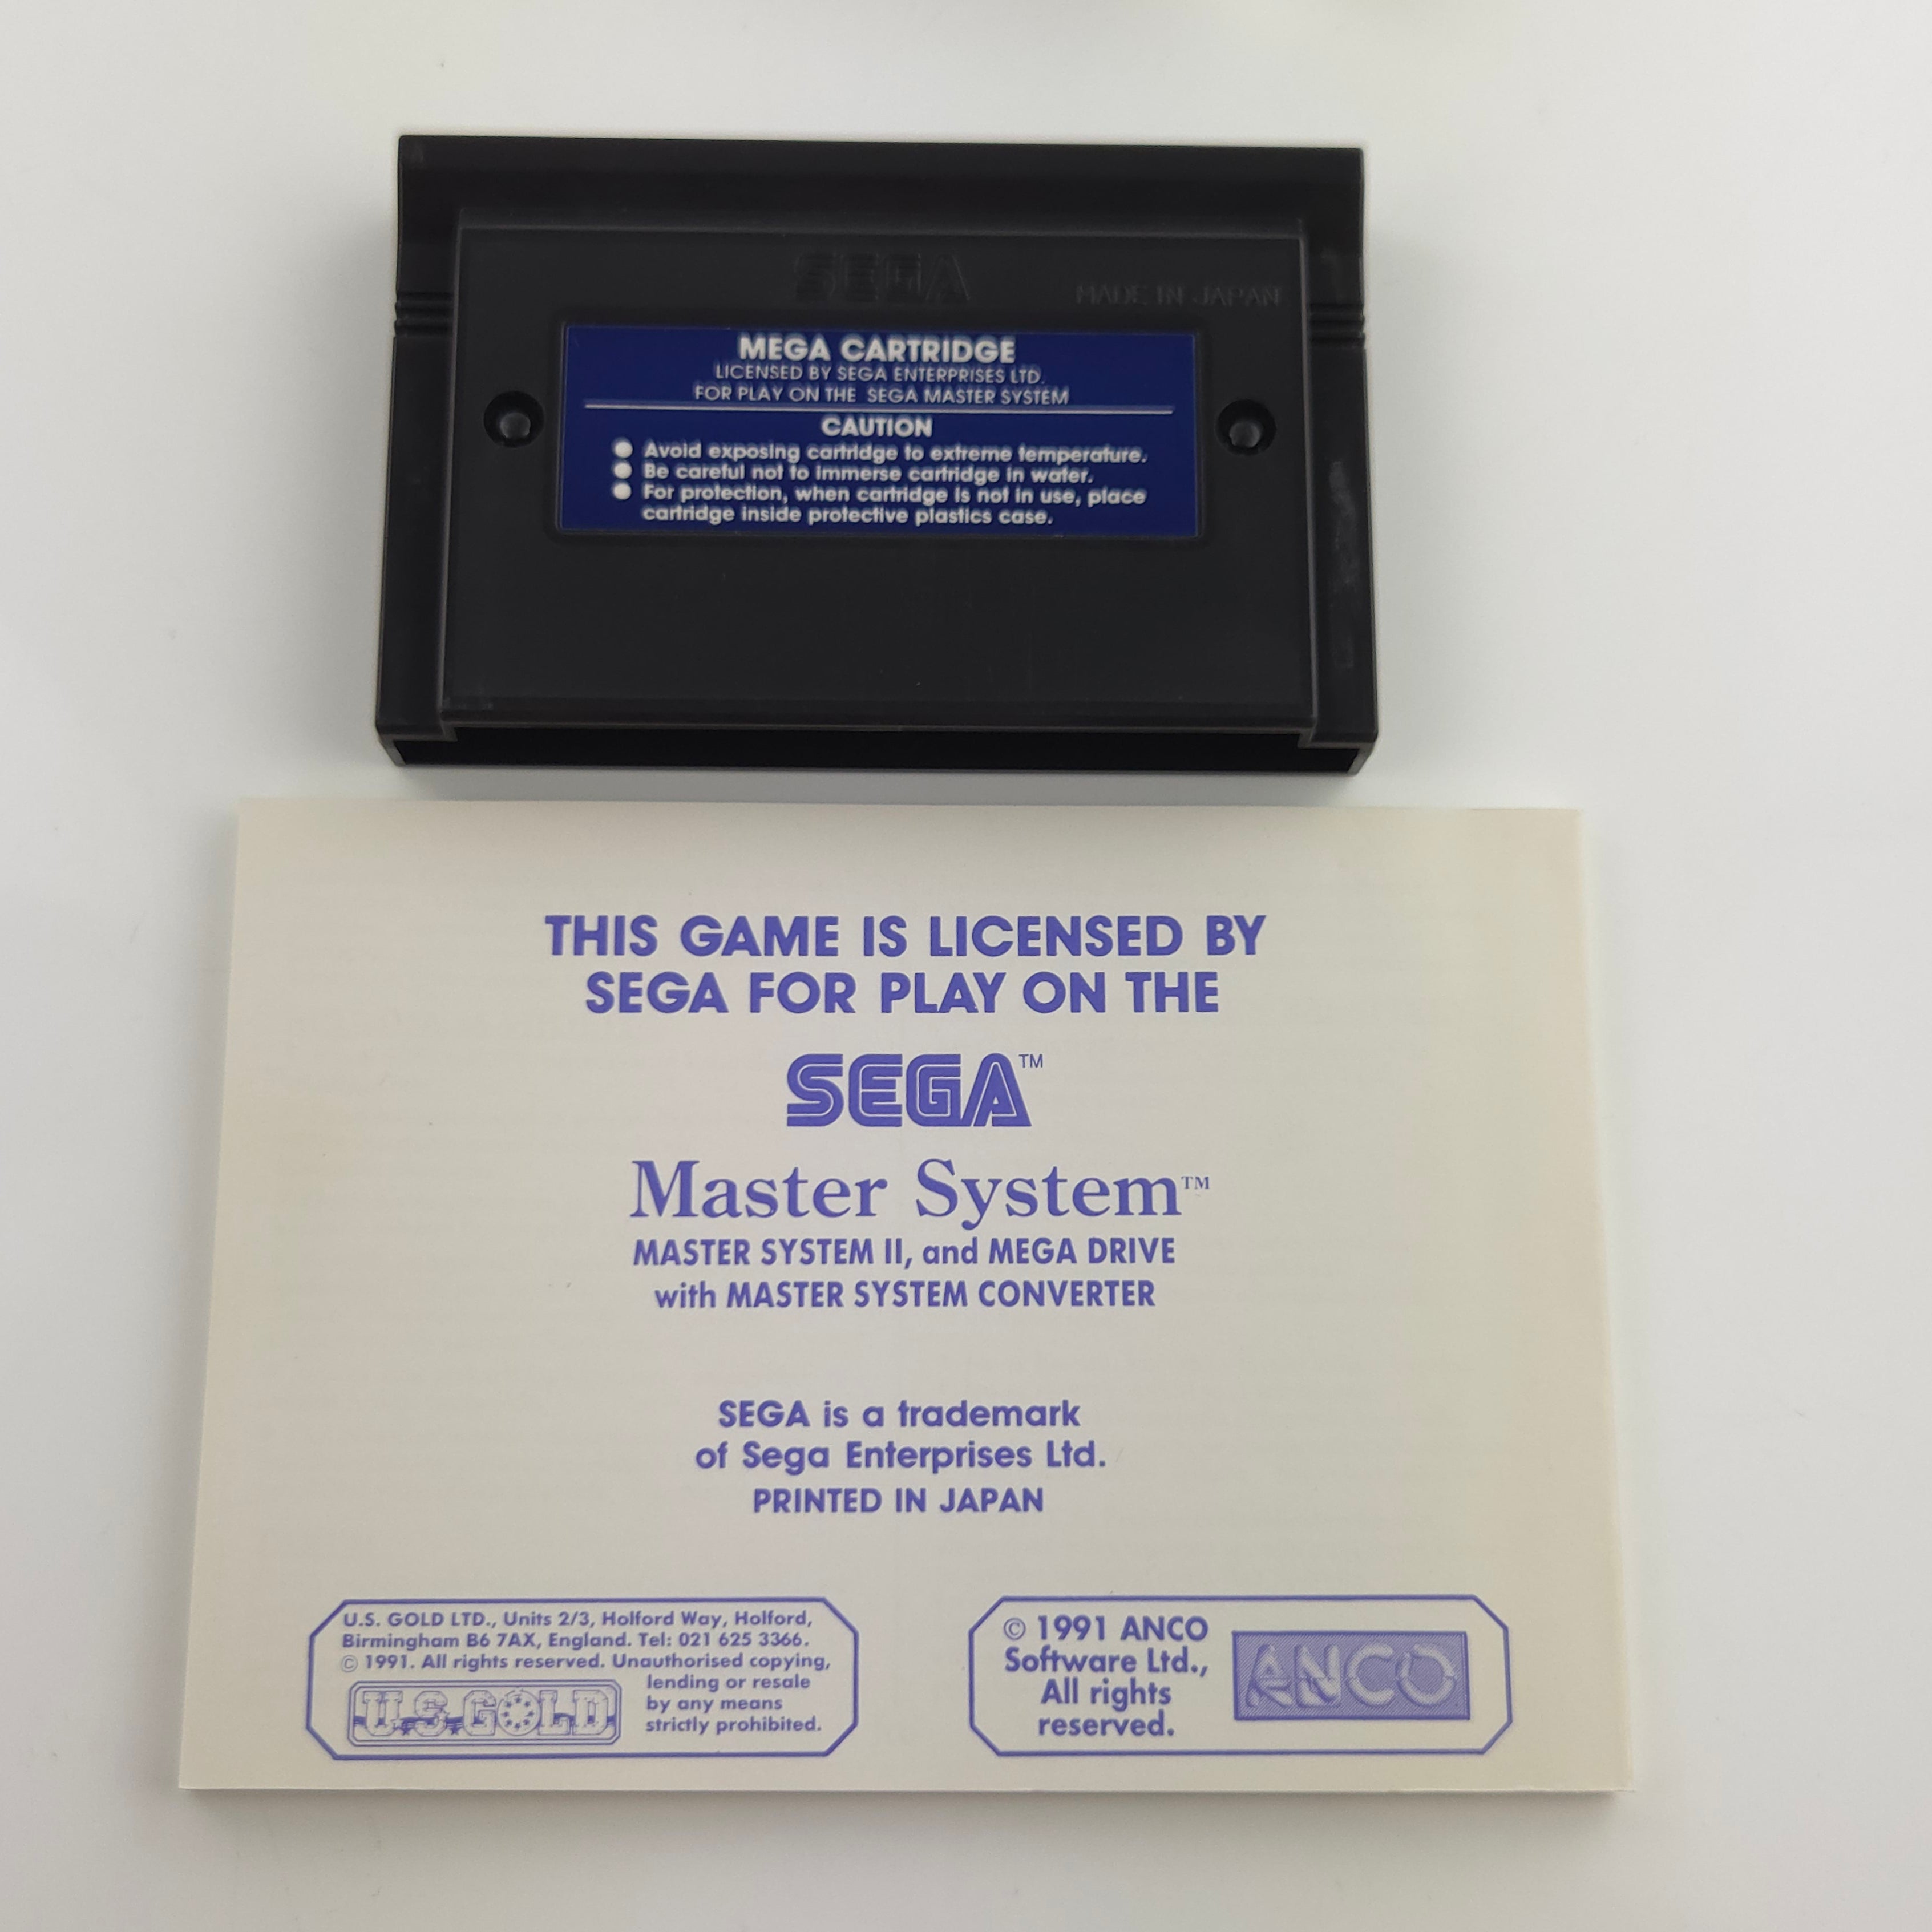 SEGA
MADE IN JAPAN
MEGA CARTRIDGE
LICENSED BY SEGA ENTERPRISES LTD.
FOR PLAY ON THE SEGA MASTER SYSTEM
CAUTION
● Avoid exposing cartridge to extreme temperature.
● Be careful not to immerse cartridge in water.
● For protection, when cartridge is not in use, place
cartridge inside protective plastics case.
THIS GAME IS LICENSED BY
SEGA FOR PLAY ON THE
SEGA™
Master System™
MASTER SYSTEM II, and MEGA DRIVE
with MASTER SYSTEM CONVERTER
SEGA is a trademark
of Sega Enterprises Ltd.
PRINTED IN JAPAN
U.S. GOLD LTD., Units 2/3, Holford Way, Holford,
Birmingham B6 7AX, England. Tel: 021 625 3366.
© 1991. All rights reserved. Unauthorised copying,
lending or resale
by any means
strictly prohibited.
U.S. GOLD
© 1991 ANCO
Software Ltd.,
All rights
reserved.
ANCO